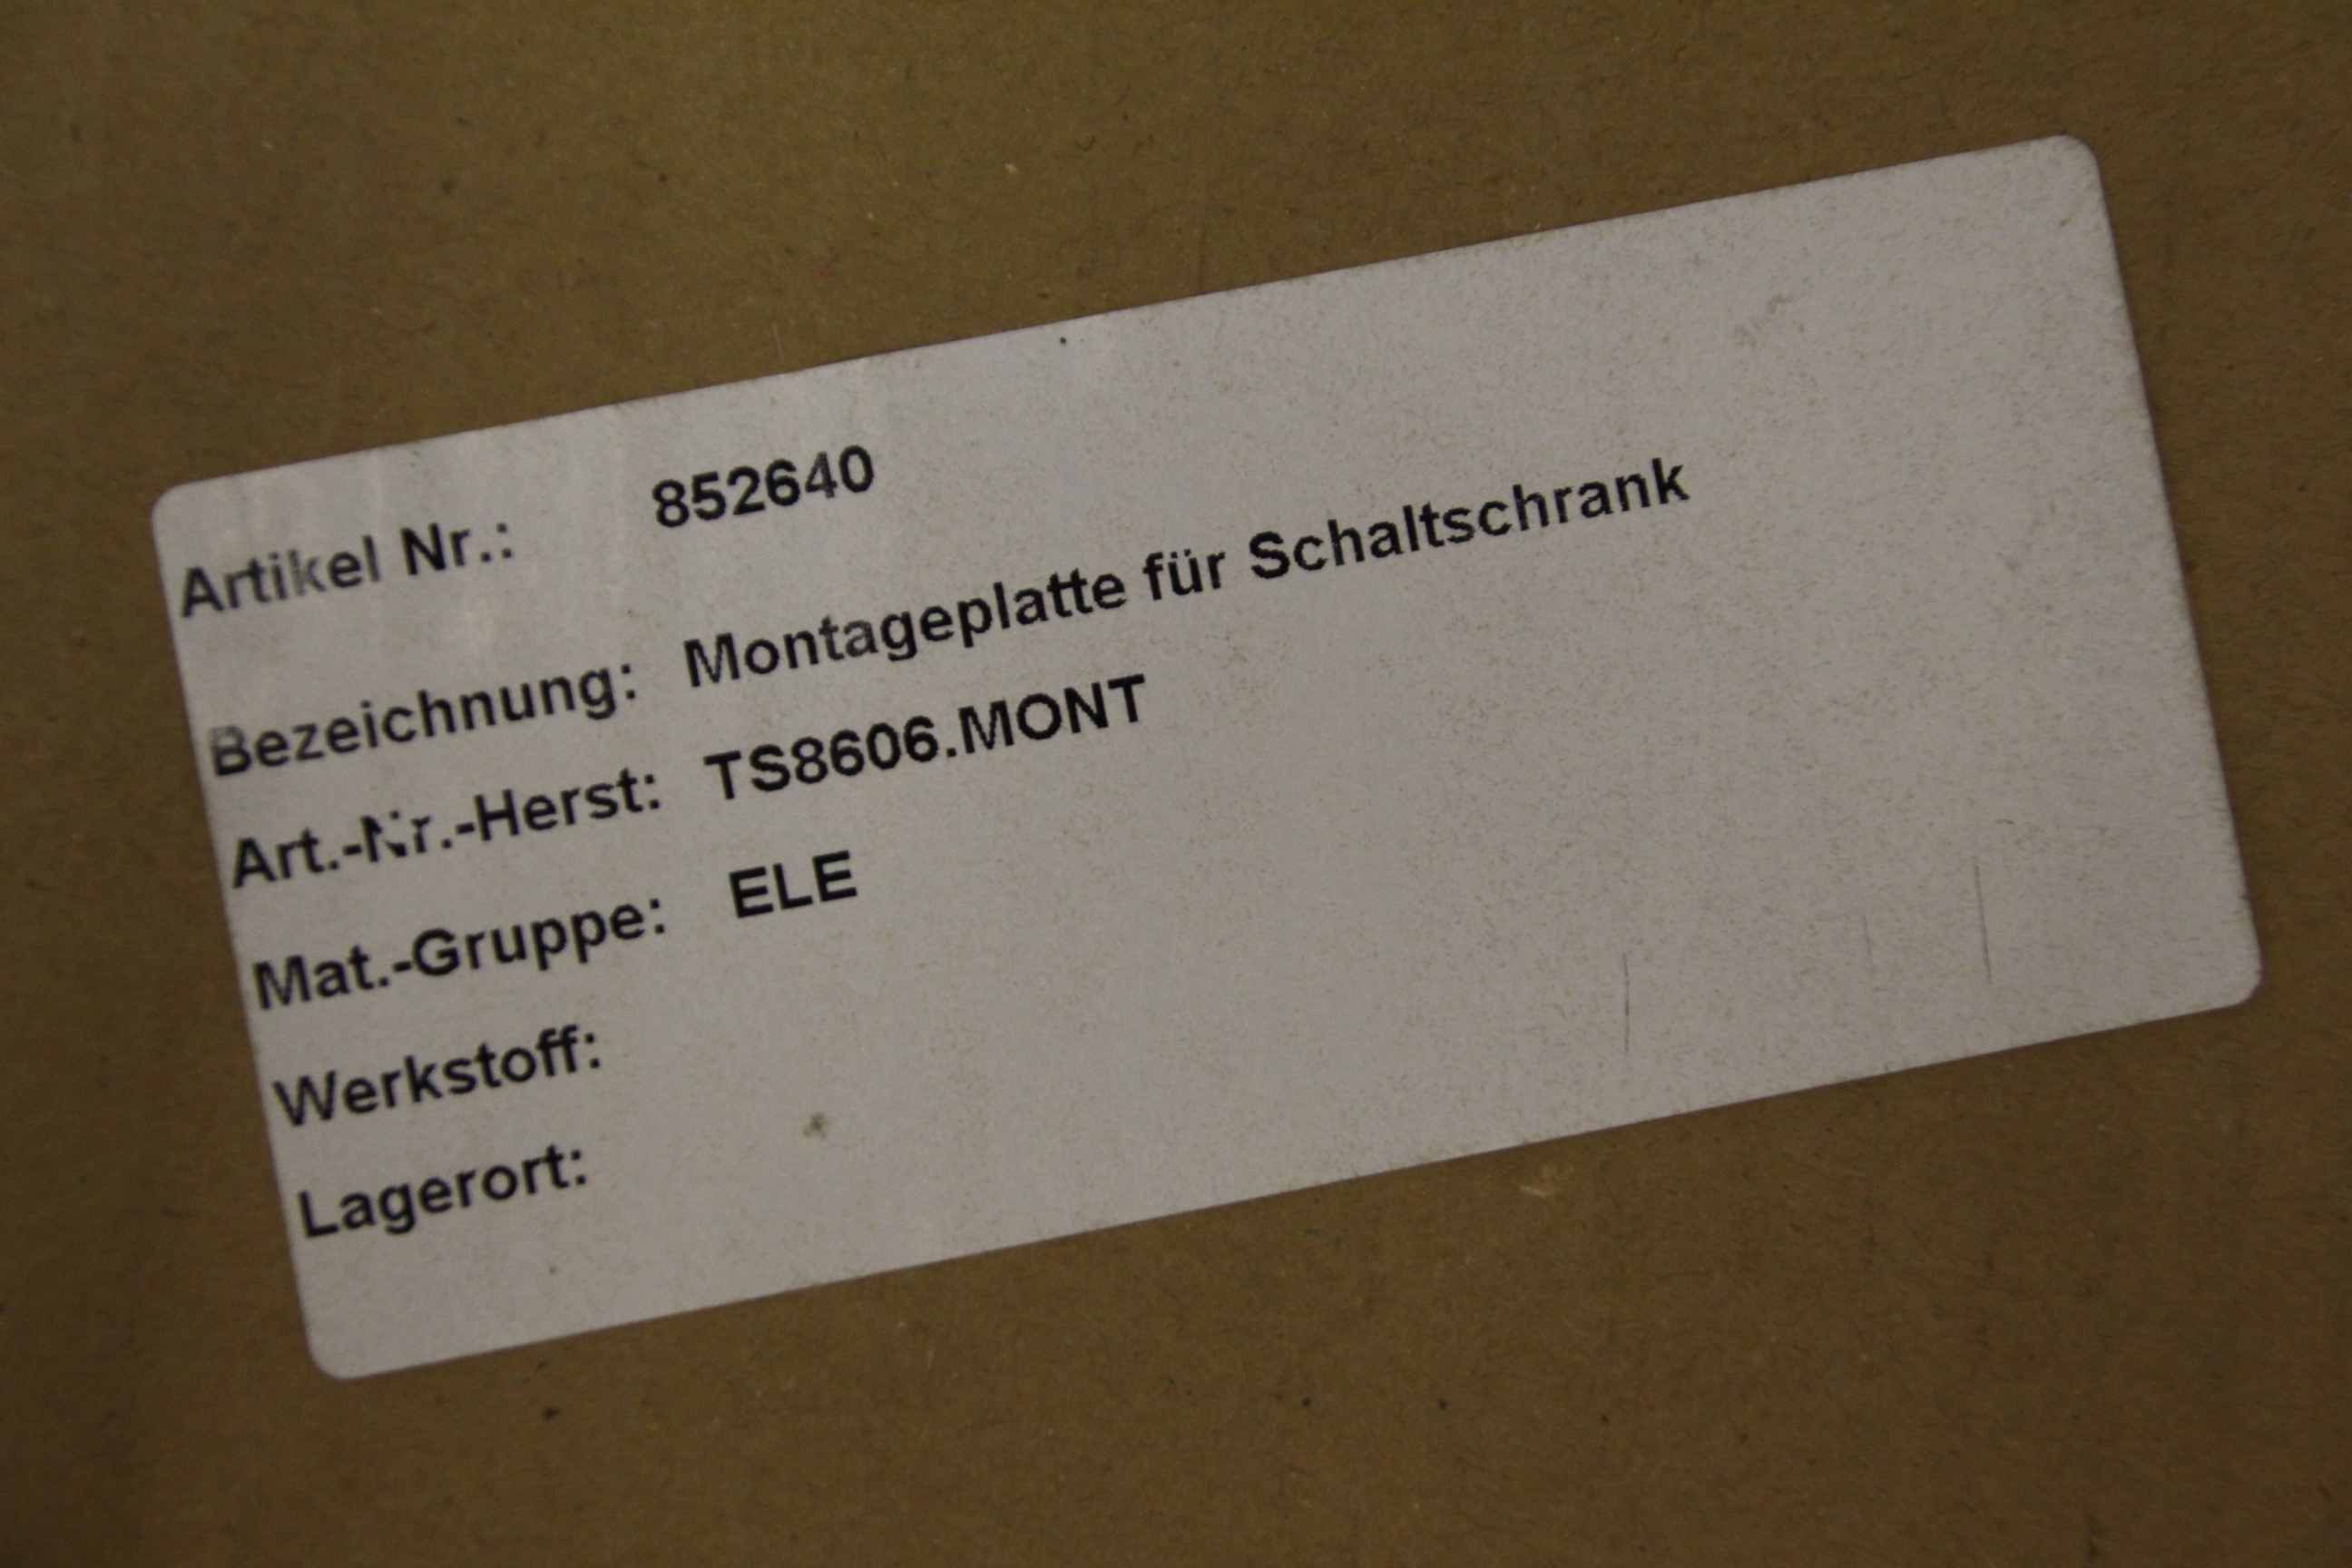 Artikel Nr.: 852640
Bezeichnung: Montageplatte für Schaltschrank
Art.-Nr.-Herst: TS8606.MONT
Mat.-Gruppe: ELE
Werkstoff:
Lagerort: